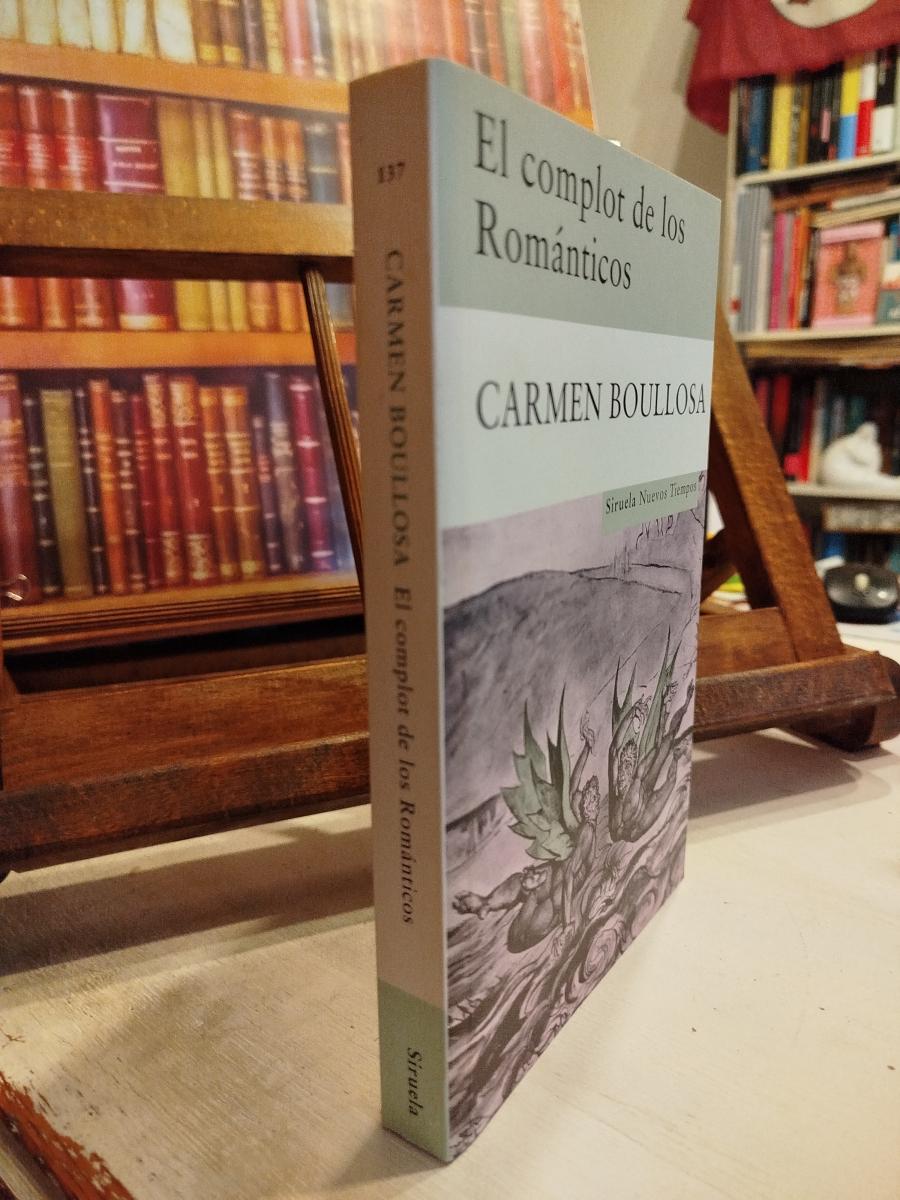 137
CARMEN BOULLOSA El complot de los Románticos
Siruela
El complot de los
Románticos
CARMEN BOULLOSA
Siruela Nuevos Tiempos